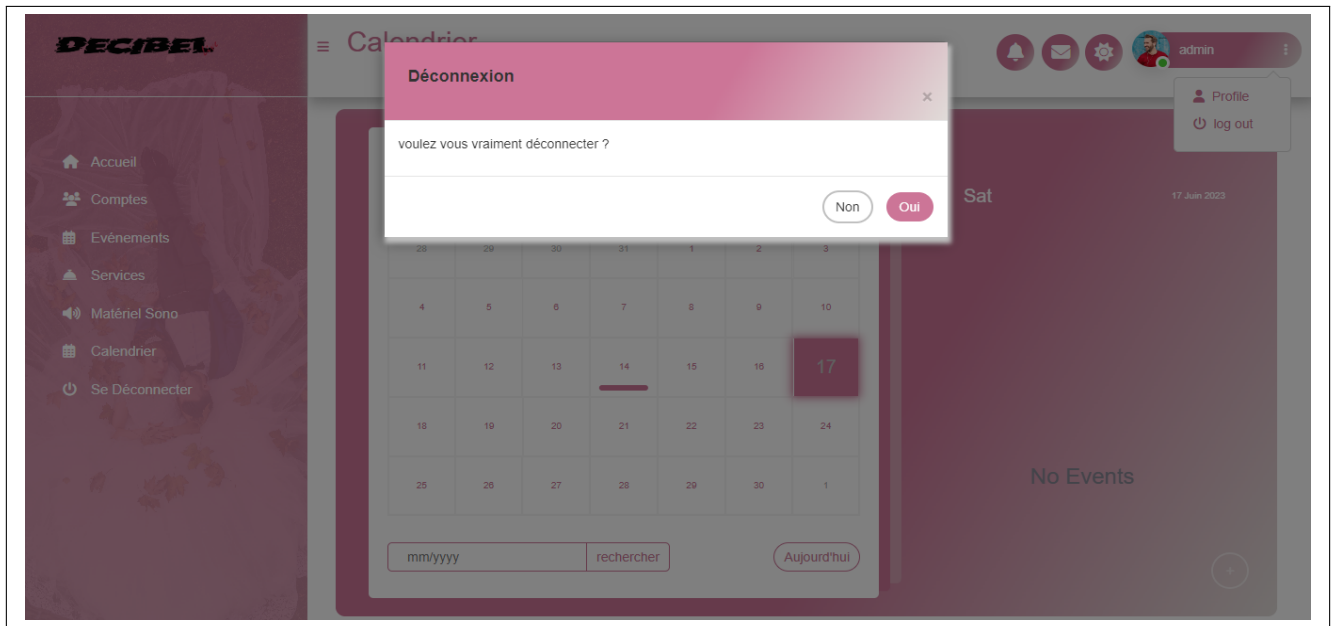 DECIBEL
Calendrier
admin
Profile
log out
Déconnexion
×
voulez vous vraiment déconnecter ?
Non
Oui
Accueil
Comptes
Evénements
Services
Matériel Sono
Calendrier
Se Déconnecter
28 29 30 31 1 2 3
4 5 6 7 8 9 10
11 12 13 14 15 16 17
18 19 20 21 22 23 24
25 26 27 28 29 30 1
mm/yyyy
rechercher
Aujourd'hui
Sat
17 Juin 2023
No Events
+